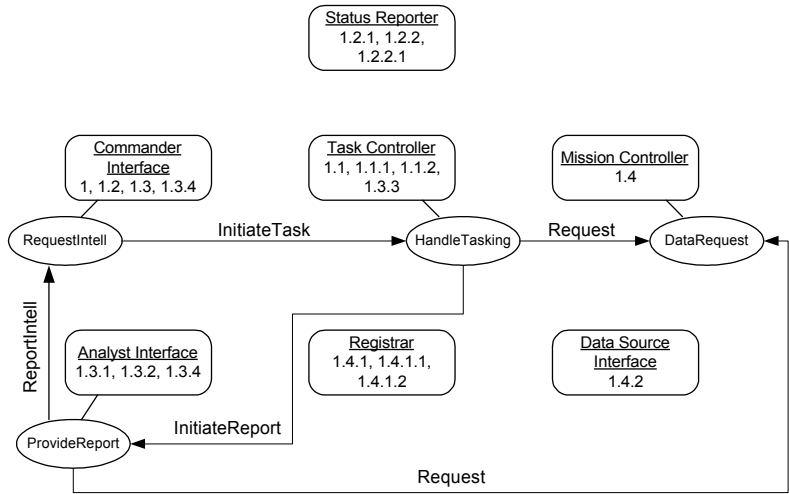 Status Reporter
1.2.1, 1.2.2,
1.2.2.1
Commander
Interface
1, 1.2, 1.3, 1.3.4
Task Controller
1.1, 1.1.1, 1.1.2,
1.3.3
Mission Controller
1.4
RequestIntell
InitiateTask
HandleTasking
Request
DataRequest
ReportIntell
Analyst Interface
1.3.1, 1.3.2, 1.3.4
Registrar
1.4.1, 1.4.1.1,
1.4.1.2
Data Source
Interface
1.4.2
InitiateReport
ProvideReport
Request